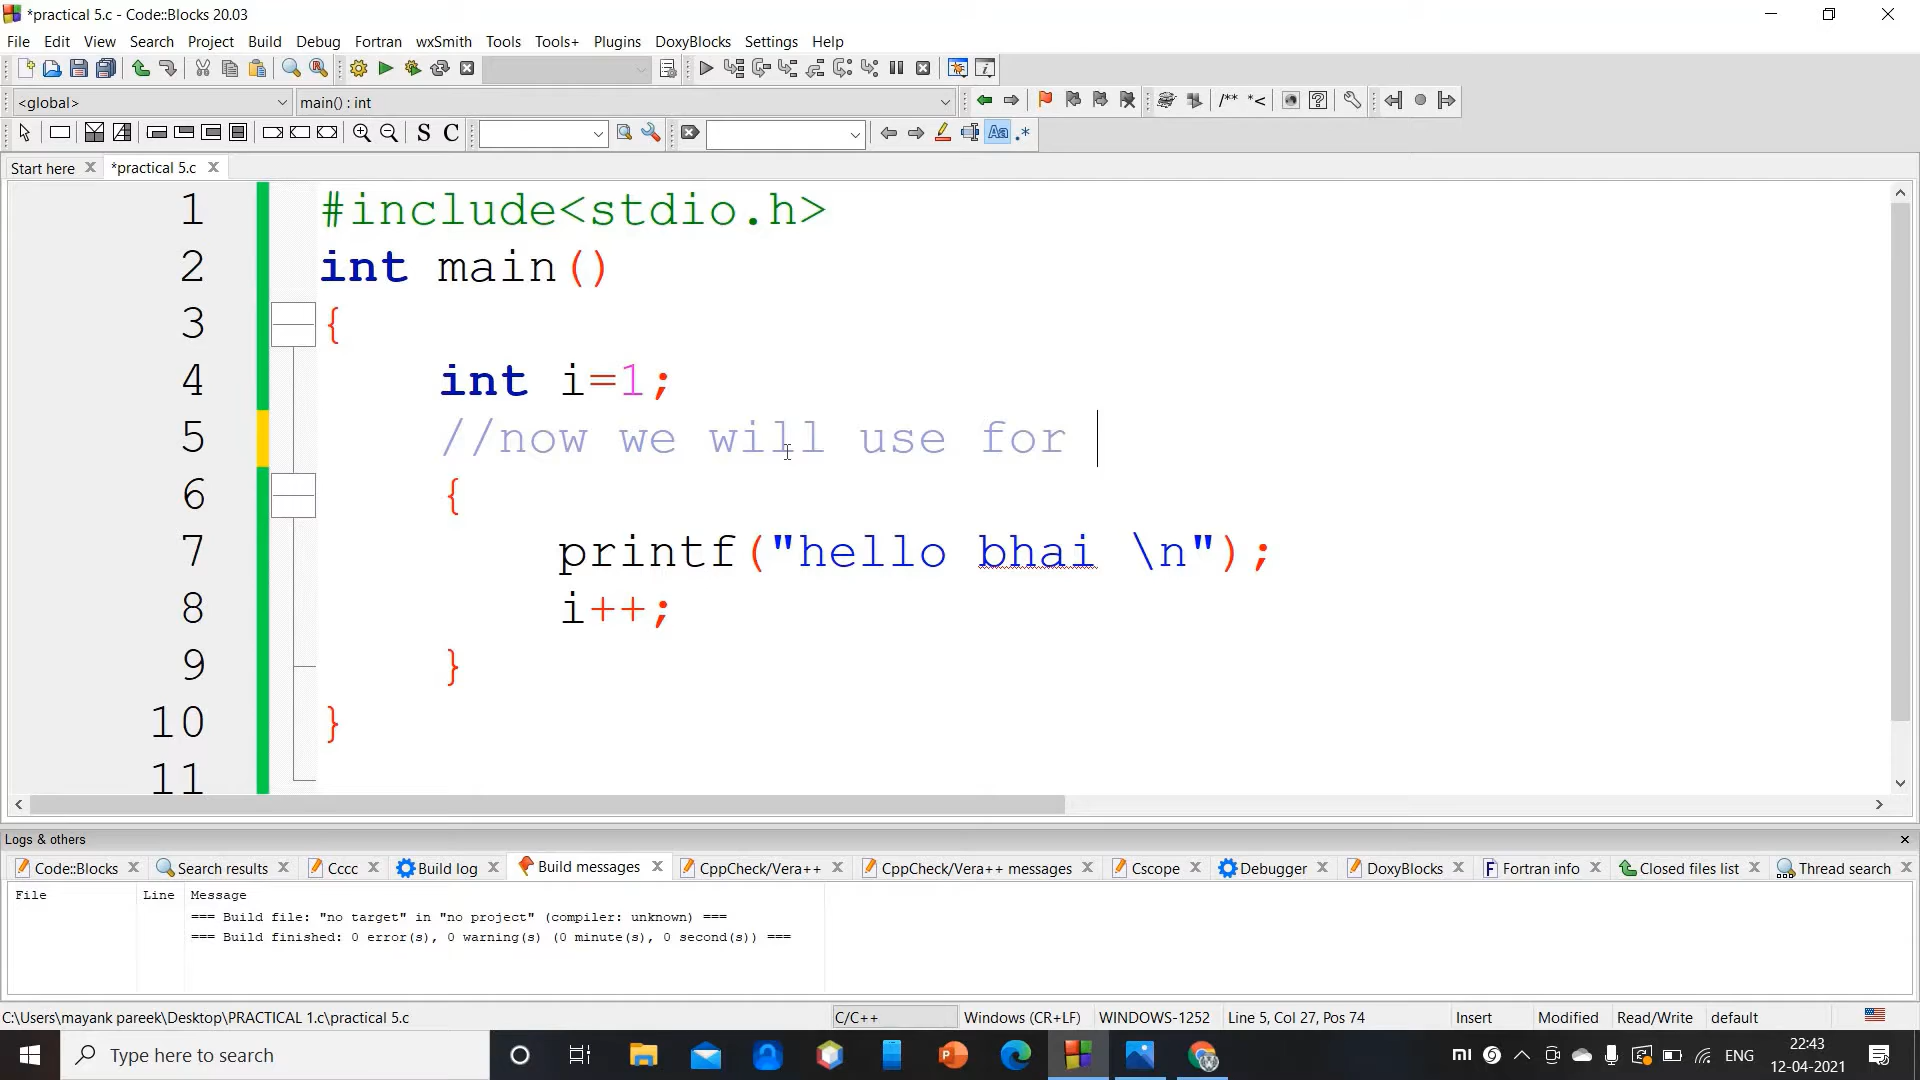 *practical 5.c - Code::Blocks 20.03
File Edit View Search Project Build Debug Fortran wxSmith Tools Tools+ Plugins DoxyBlocks Settings Help
<global> main() : int /** *<
S C Aa .*
Start here *practical 5.c
1 #include<stdio.h>
2 int main()
3 {
4 int i=1;
5 //now we will use for
6 {
7 printf("hello bhai \n");
8 i++;
9 }
10 }
11
Logs & others
Code::Blocks Search results Cccc Build log Build messages CppCheck/Vera++ CppCheck/Vera++ messages Cscope Debugger DoxyBlocks F Fortran info Closed files list Thread search
File Line Message
=== Build file: "no target" in "no project" (compiler: unknown) ===
=== Build finished: 0 error(s), 0 warning(s) (0 minute(s), 0 second(s)) ===
C:\Users\mayank pareek\Desktop\PRACTICAL 1.c\practical 5.c C/C++ Windows (CR+LF) WINDOWS-1252 Line 5, Col 27, Pos 74 Insert Modified Read/Write default
Type here to search ENG 22:43
12-04-2021